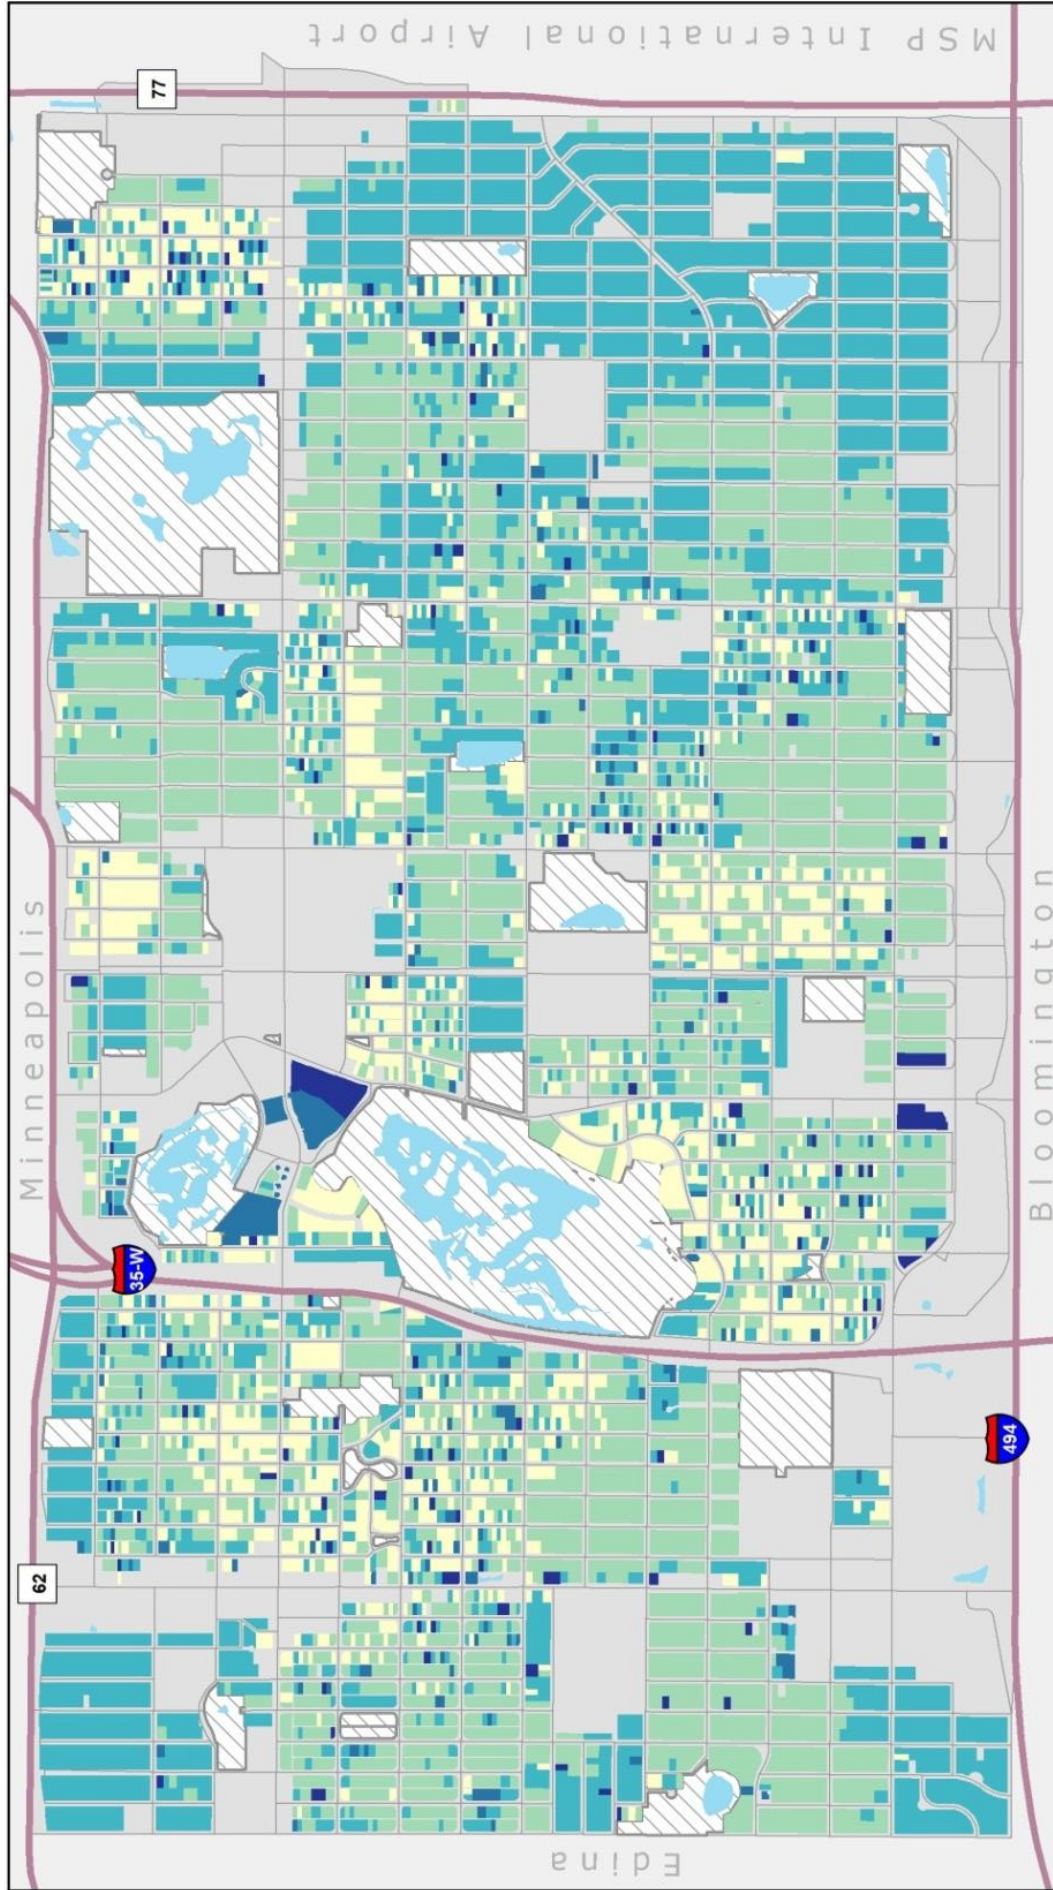 MSP International Airport
77
Minneapolis
35-W
62
494
Bloomington
Edina